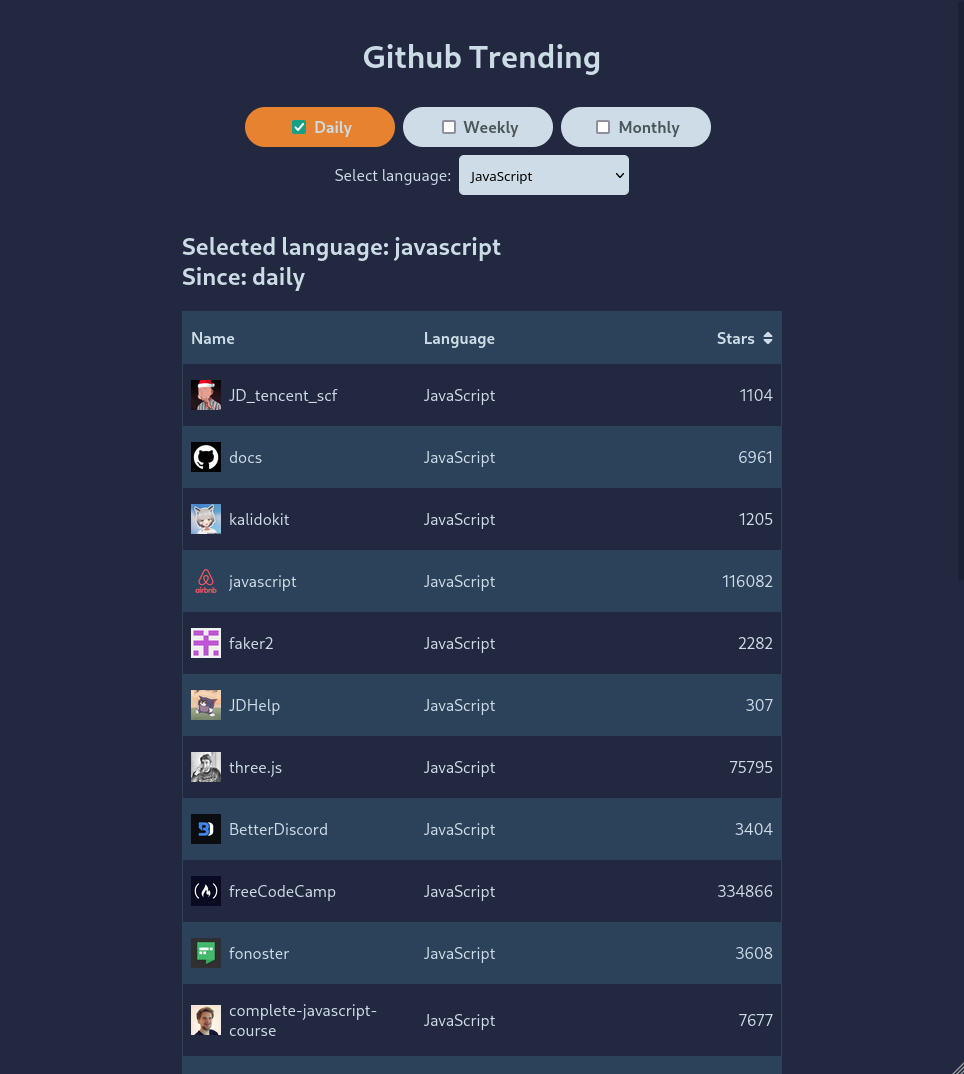 Github Trending
Daily
Weekly
Monthly
Select language: JavaScript
Selected language: javascript
Since: daily
Name Language Stars
JD_tencent_scf JavaScript 1104
docs JavaScript 6961
kalidokit JavaScript 1205
airbnb javascript JavaScript 116082
faker2 JavaScript 2282
JDHelp JavaScript 307
three.js JavaScript 75795
BetterDiscord JavaScript 3404
freeCodeCamp JavaScript 334866
fonoster JavaScript 3608
complete-javascript-
course JavaScript 7677